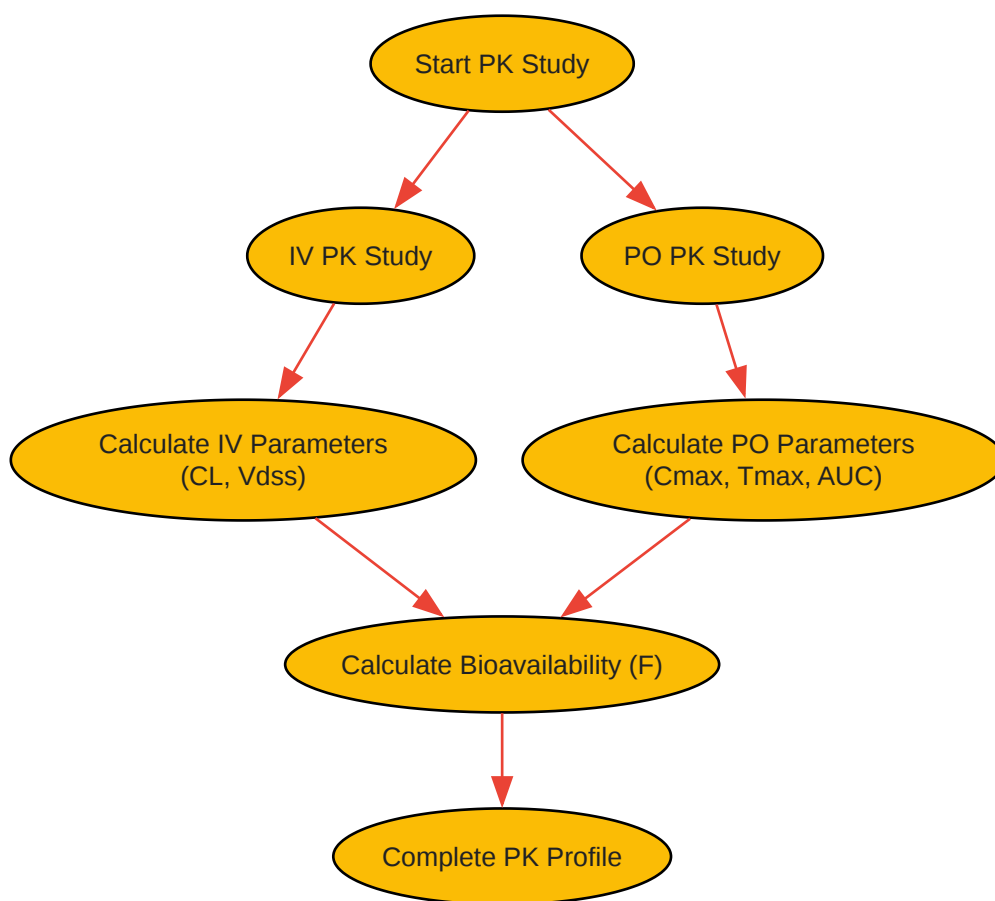 Start PK Study
IV PK Study
PO PK Study
Calculate IV Parameters
(CL, Vdss)
Calculate PO Parameters
(Cmax, Tmax, AUC)
Calculate Bioavailability (F)
Complete PK Profile